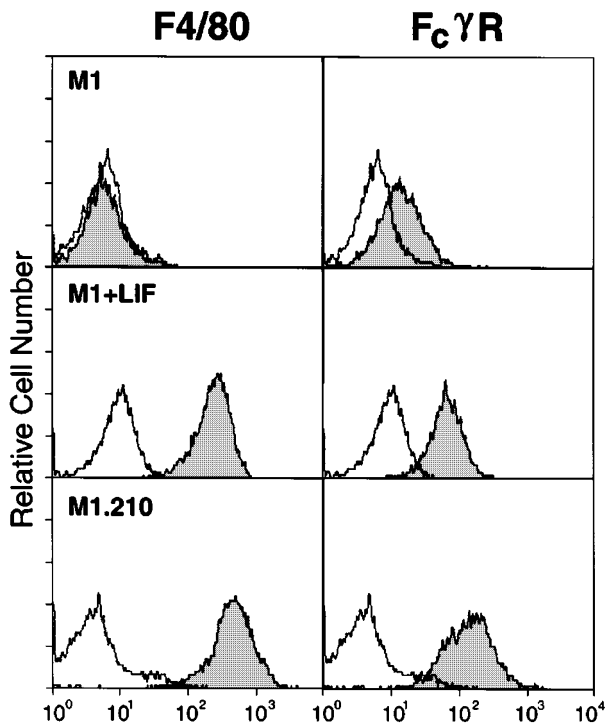 F4/80 FcγR
M1
M1+LIF
M1.210
Relative Cell Number
10⁰ 10¹ 10² 10³ 10⁰ 10¹ 10² 10³ 10⁴